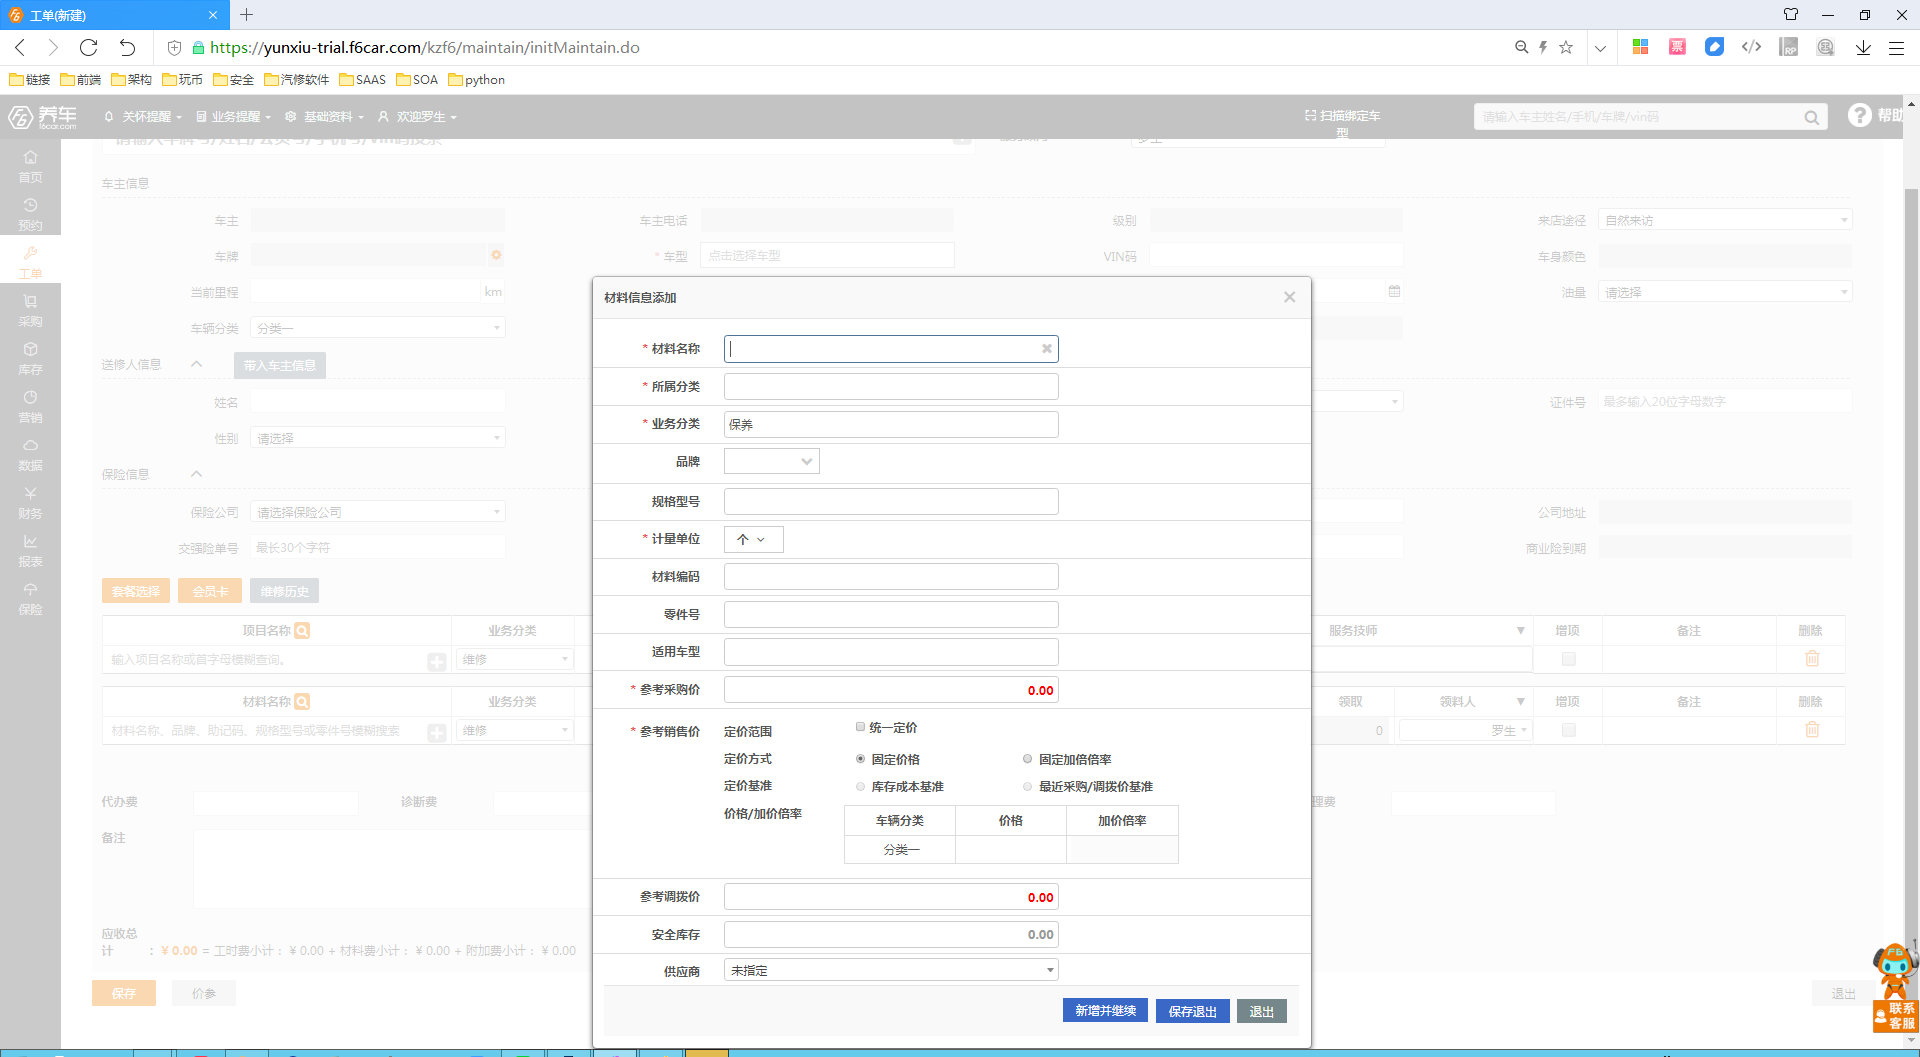 工单(新建)
https://yunxiu-trial.f6car.com/kzf6/maintain/initMaintain.do
链接 前端 架构 玩币 安全 汽修软件 SAAS SOA python
养车 f6car.com 关怀提醒 业务提醒 基础资料 欢迎罗生 扫描绑定车型 请输入车主姓名/手机/车牌/vin码 帮助
首页
预约
工单
采购
库存
营销
数据
财务
报表
保险
车主信息
车主 车主电话 级别 来店途径 自然来访
车牌 * 车型 点击选择车型 VIN码 车身颜色
当前里程 km 油量 请选择
车辆分类 分类一
送修人信息 带入车主信息
姓名 证件号 最多输入20位字母数字
性别 请选择
保险信息
保险公司 请选择保险公司 公司地址
交强险单号 最长30个字符 商业险到期
套餐选择 会员卡 维修历史
项目名称 业务分类 服务技师 增项 备注 删除
输入项目名称或首字母模糊查询。 维修
材料名称 业务分类 领取 领料人 增项 备注 删除
材料名称、品牌、助记码、规格型号或零件号模糊搜索 维修 0 罗生
代办费 诊断费 理费
备注
应收总计 : ¥ 0.00 = 工时费小计 : ¥ 0.00 + 材料费小计 : ¥ 0.00 + 附加费小计 : ¥ 0.00
保存 价参 退出
材料信息添加
* 材料名称
* 所属分类
* 业务分类 保养
品牌
规格型号
* 计量单位 个
材料编码
零件号
适用车型
* 参考采购价 0.00
* 参考销售价 定价范围 统一定价
定价方式 固定价格 固定加倍倍率
定价基准 库存成本基准 最近采购/调拨价基准
价格/加价倍率 车辆分类 价格 加价倍率
分类一
参考调拨价 0.00
安全库存 0.00
供应商 未指定
新增并继续 保存退出 退出
联系
客服